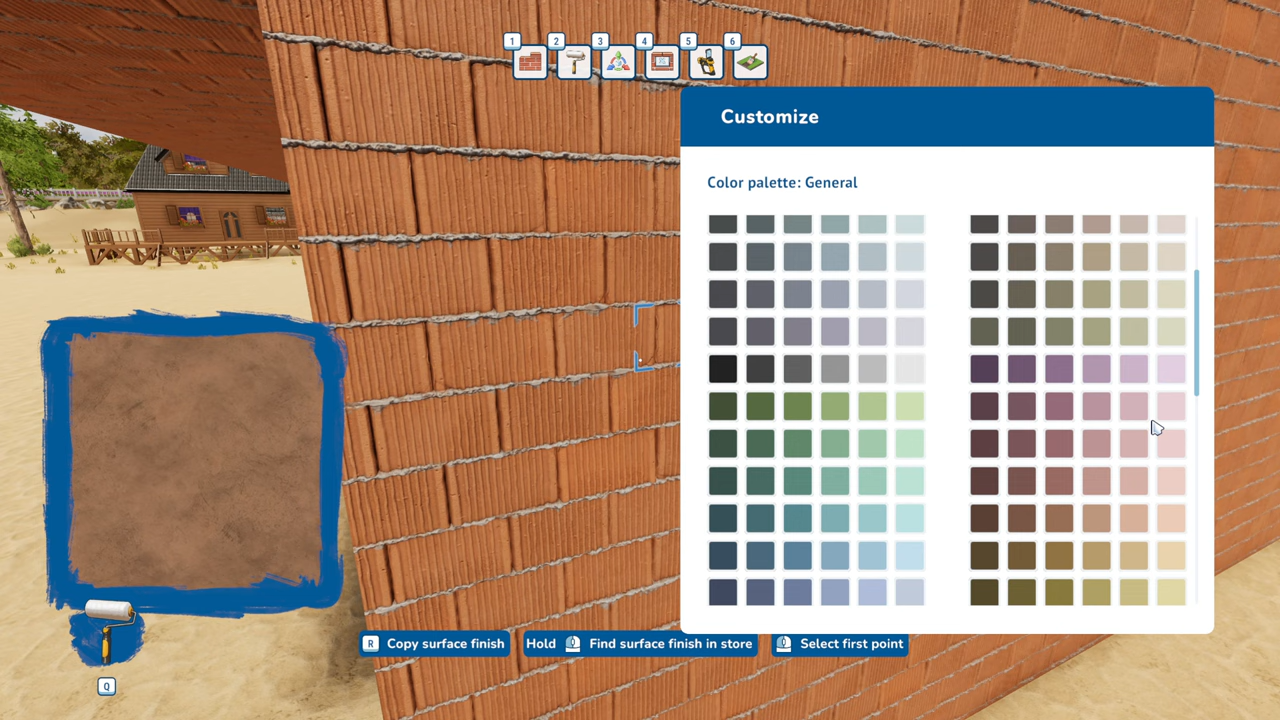 1 2 3 4 5 6
Customize
Color palette: General
R Copy surface finish
Hold Find surface finish in store
Select first point
Q